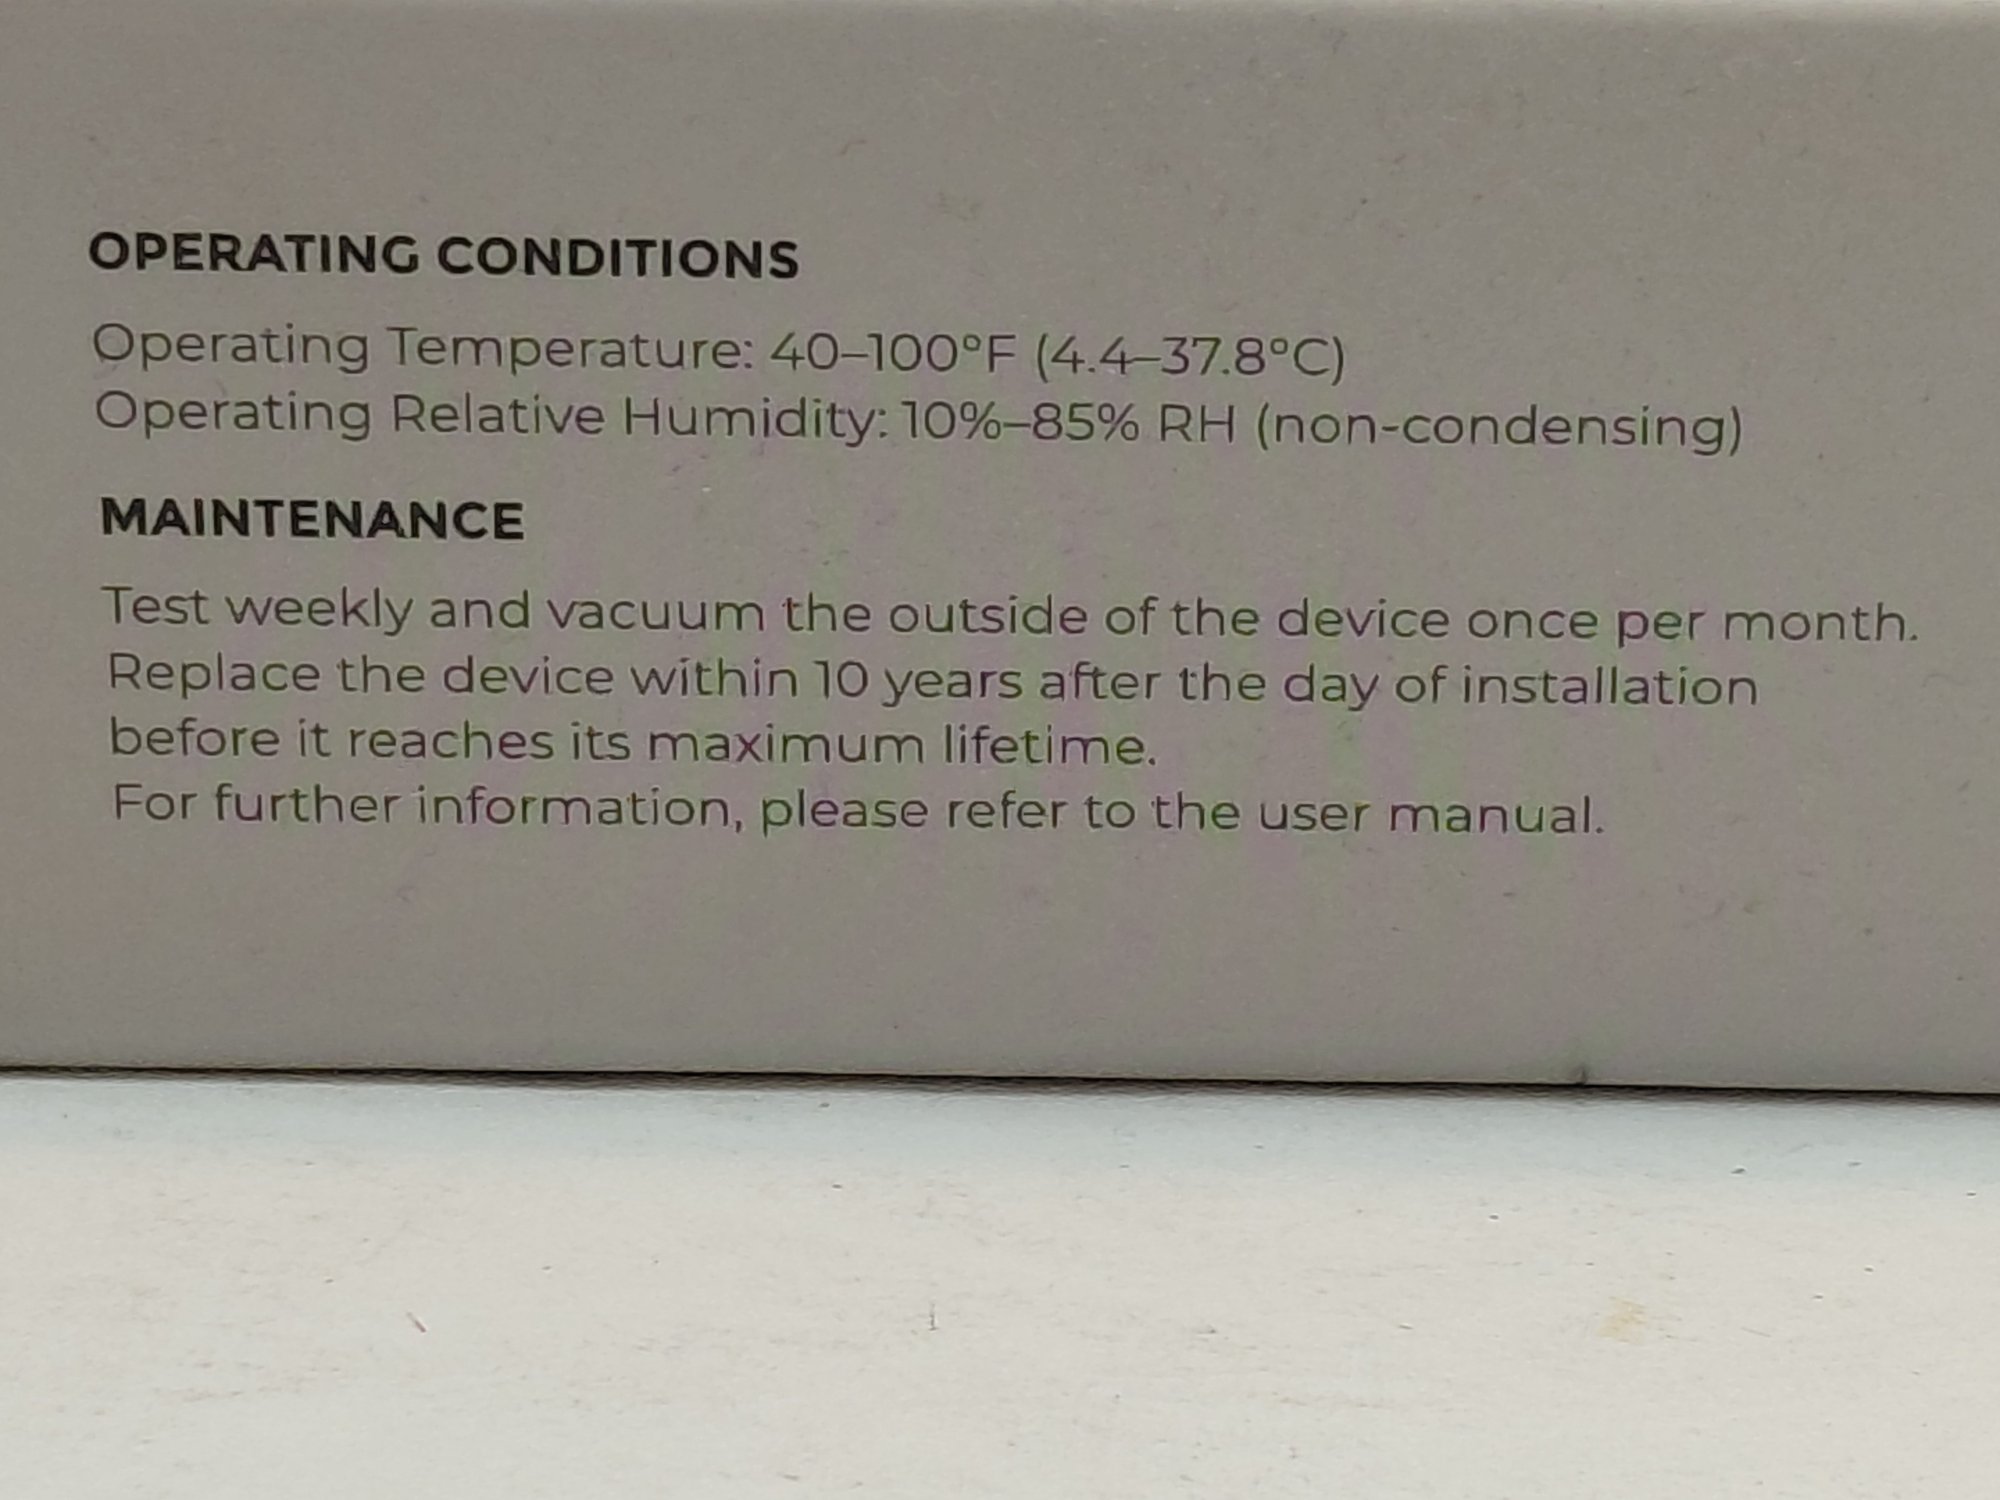 OPERATING CONDITIONS
Operating Temperature: 40–100°F (4.4–37.8°C)
Operating Relative Humidity: 10%–85% RH (non-condensing)
MAINTENANCE
Test weekly and vacuum the outside of the device once per month.
Replace the device within 10 years after the day of installation
before it reaches its maximum lifetime.
For further information, please refer to the user manual.